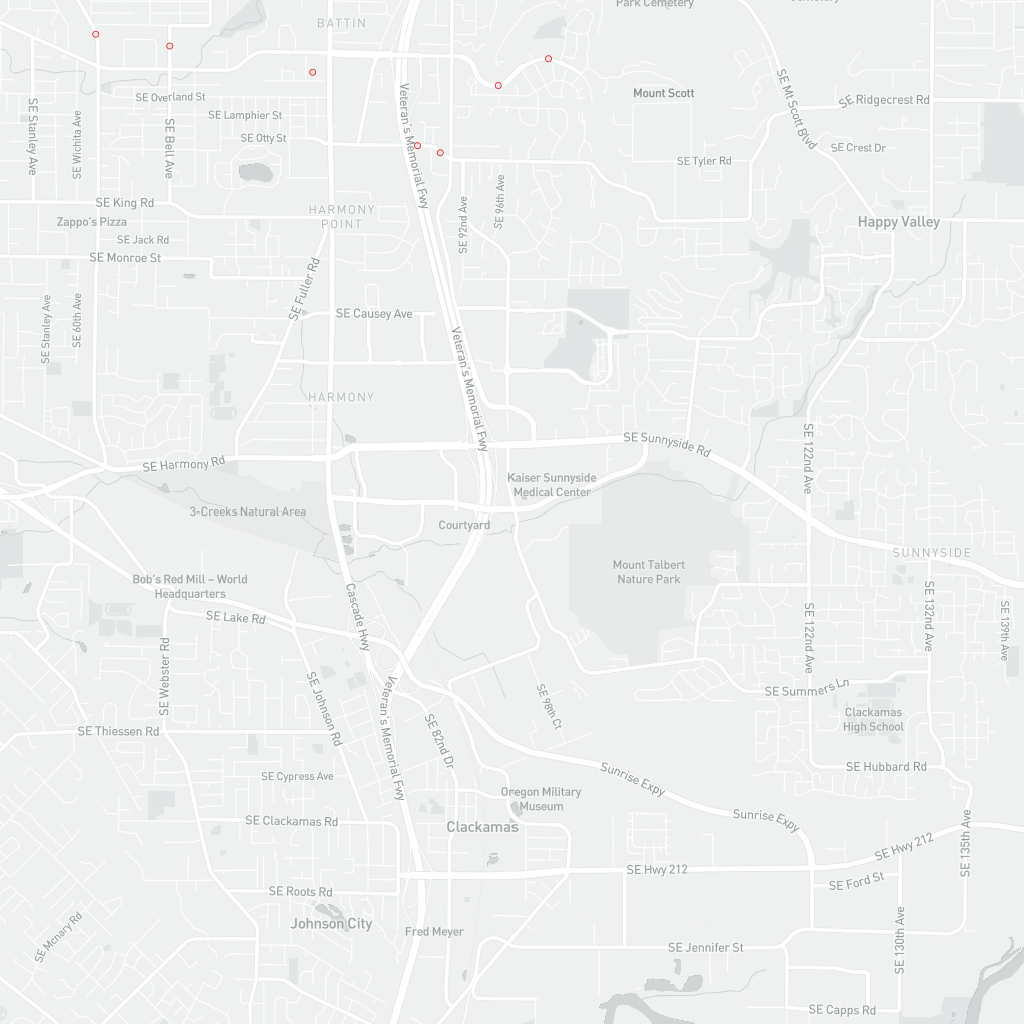 Park Cemetery
Cemetery
BATTIN
Mount Scott
SE Overland St
SE Lamphier St
SE Otty St
SE Stanley Ave
SE Wichita Ave
SE Bell Ave
Veteran's Memorial Fwy
SE Mt Scott Blvd
SE Ridgecrest Rd
SE Crest Dr
SE Tyler Rd
SE King Rd
Zappo's Pizza
HARMONY
POINT
SE 92nd Ave
SE 96th Ave
Happy Valley
SE Jack Rd
SE Monroe St
SE Fuller Rd
SE Stanley Ave
SE 60th Ave
SE Causey Ave
Veteran's Memorial Fwy
HARMONY
SE Harmony Rd
SE Sunnyside Rd
SE 122nd Ave
Kaiser Sunnyside
Medical Center
3-Creeks Natural Area
Courtyard
SUNNYSIDE
Mount Talbert
Nature Park
Bob's Red Mill – World
Headquarters
SE Lake Rd
Cascade Hwy
SE 122nd Ave
SE 132nd Ave
SE 139th Ave
SE Webster Rd
SE Johnson Rd
Veteran's Memorial Fwy
SE 82nd Dr
SE 98th Ct
SE Summers Ln
Clackamas
High School
SE Thiessen Rd
SE Cypress Ave
Sunrise Expy
SE Hubbard Rd
Oregon Military
Museum
Sunrise Expy
SE Clackamas Rd
Clackamas
SE Hwy 212
SE Hwy 212
SE 135th Ave
SE Ford St
SE Roots Rd
Johnson City
Fred Meyer
SE Mcnary Rd
SE Jennifer St
SE 130th Ave
SE Capps Rd